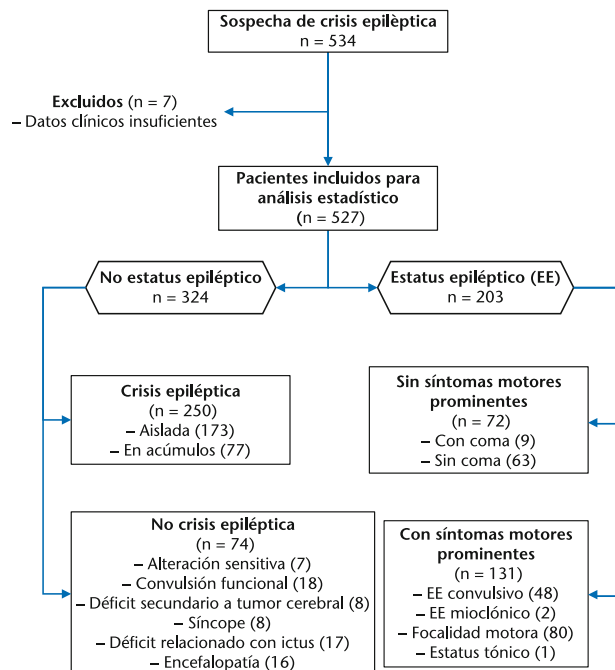 Sospecha de crisis epilèptica
n = 534
Excluidos (n = 7)
– Datos clínicos insuficientes
Pacientes incluidos para
análisis estadístico
(n = 527)
No estatus epiléptico
n = 324
Estatus epiléptico (EE)
n = 203
Crisis epiléptica
(n = 250)
– Aislada (173)
– En acúmulos (77)
Sin síntomas motores
prominentes
(n = 72)
– Con coma (9)
– Sin coma (63)
No crisis epiléptica
(n = 74)
– Alteración sensitiva (7)
– Convulsión funcional (18)
– Déficit secundario a tumor cerebral (8)
– Síncope (8)
– Déficit relacionado con ictus (17)
– Encefalopatía (16)
Con síntomas motores
prominentes
(n = 131)
– EE convulsivo (48)
– EE mioclónico (2)
– Focalidad motora (80)
– Estatus tónico (1)